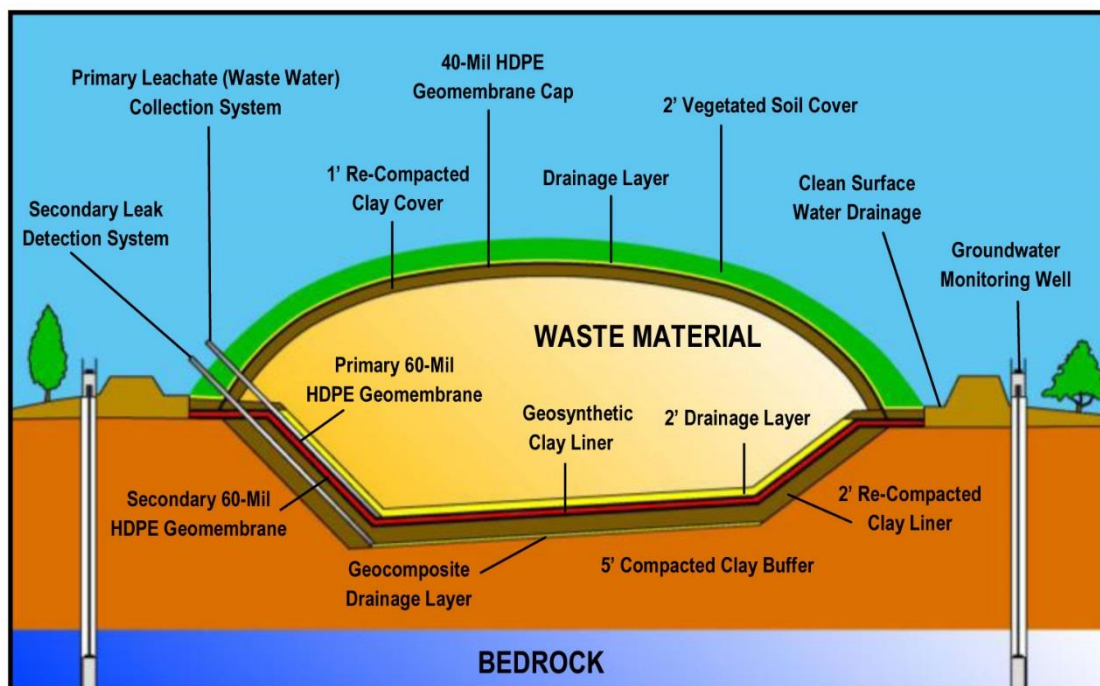 Primary Leachate (Waste Water)
Collection System
40-Mil HDPE
Geomembrane Cap
2’ Vegetated Soil Cover
1’ Re-Compacted
Clay Cover
Drainage Layer
Clean Surface
Water Drainage
Secondary Leak
Detection System
Groundwater
Monitoring Well
WASTE MATERIAL
Primary 60-Mil
HDPE Geomembrane
Geosynthetic
Clay Liner
2’ Drainage Layer
Secondary 60-Mil
HDPE Geomembrane
2’ Re-Compacted
Clay Liner
Geocomposite
Drainage Layer
5’ Compacted Clay Buffer
BEDROCK